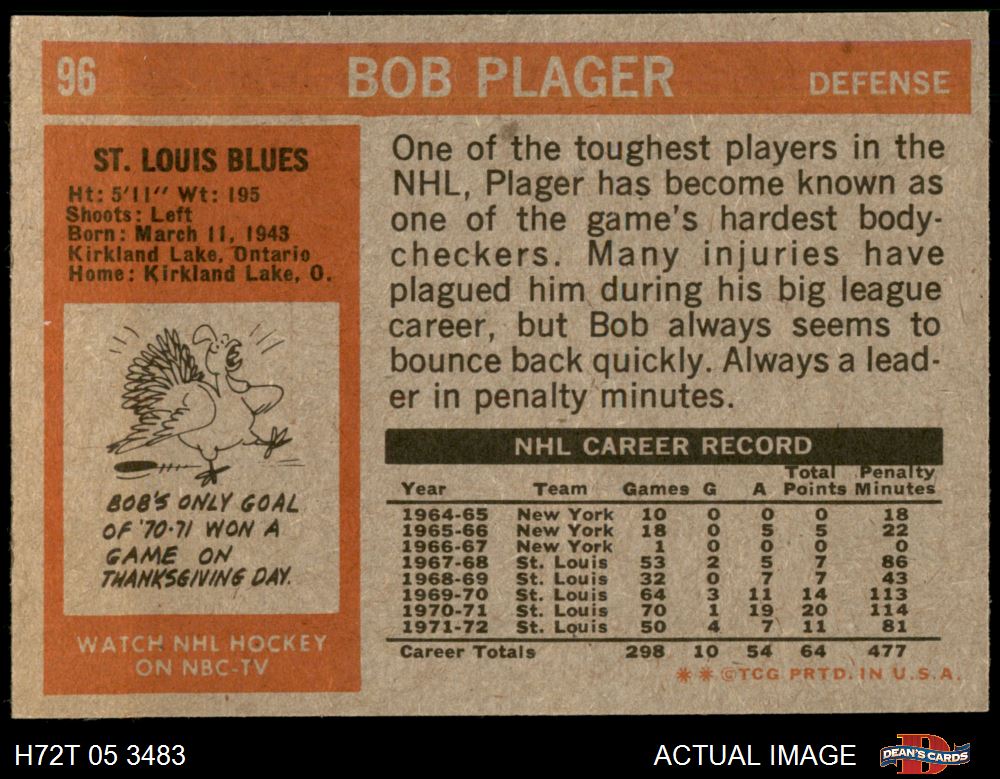 96 BOB PLAGER DEFENSE
ST. LOUIS BLUES
Ht: 5'11" Wt: 195
Shoots: Left
Born: March 11, 1943
Kirkland Lake, Ontario
Home: Kirkland Lake, O.
BOB'S ONLY GOAL
OF '70-71 WON A
GAME ON
THANKSGIVING DAY.
WATCH NHL HOCKEY
ON NBC-TV
One of the toughest players in the
NHL, Plager has become known as
one of the game's hardest body-
checkers. Many injuries have
plagued him during his big league
career, but Bob always seems to
bounce back quickly. Always a lead-
er in penalty minutes.
NHL CAREER RECORD
Total Penalty
Year Team Games G A Points Minutes
1964-65 New York 10 0 0 0 18
1965-66 New York 18 0 5 5 22
1966-67 New York 1 0 0 0 0
1967-68 St. Louis 53 2 5 7 86
1968-69 St. Louis 32 0 7 7 43
1969-70 St. Louis 64 3 11 14 113
1970-71 St. Louis 70 1 19 20 114
1971-72 St. Louis 50 4 7 11 81
Career Totals 298 10 54 64 477
* * ©TCG PRTD. IN U.S.A.
H72T 05 3483 ACTUAL IMAGE DEAN'S CARDS